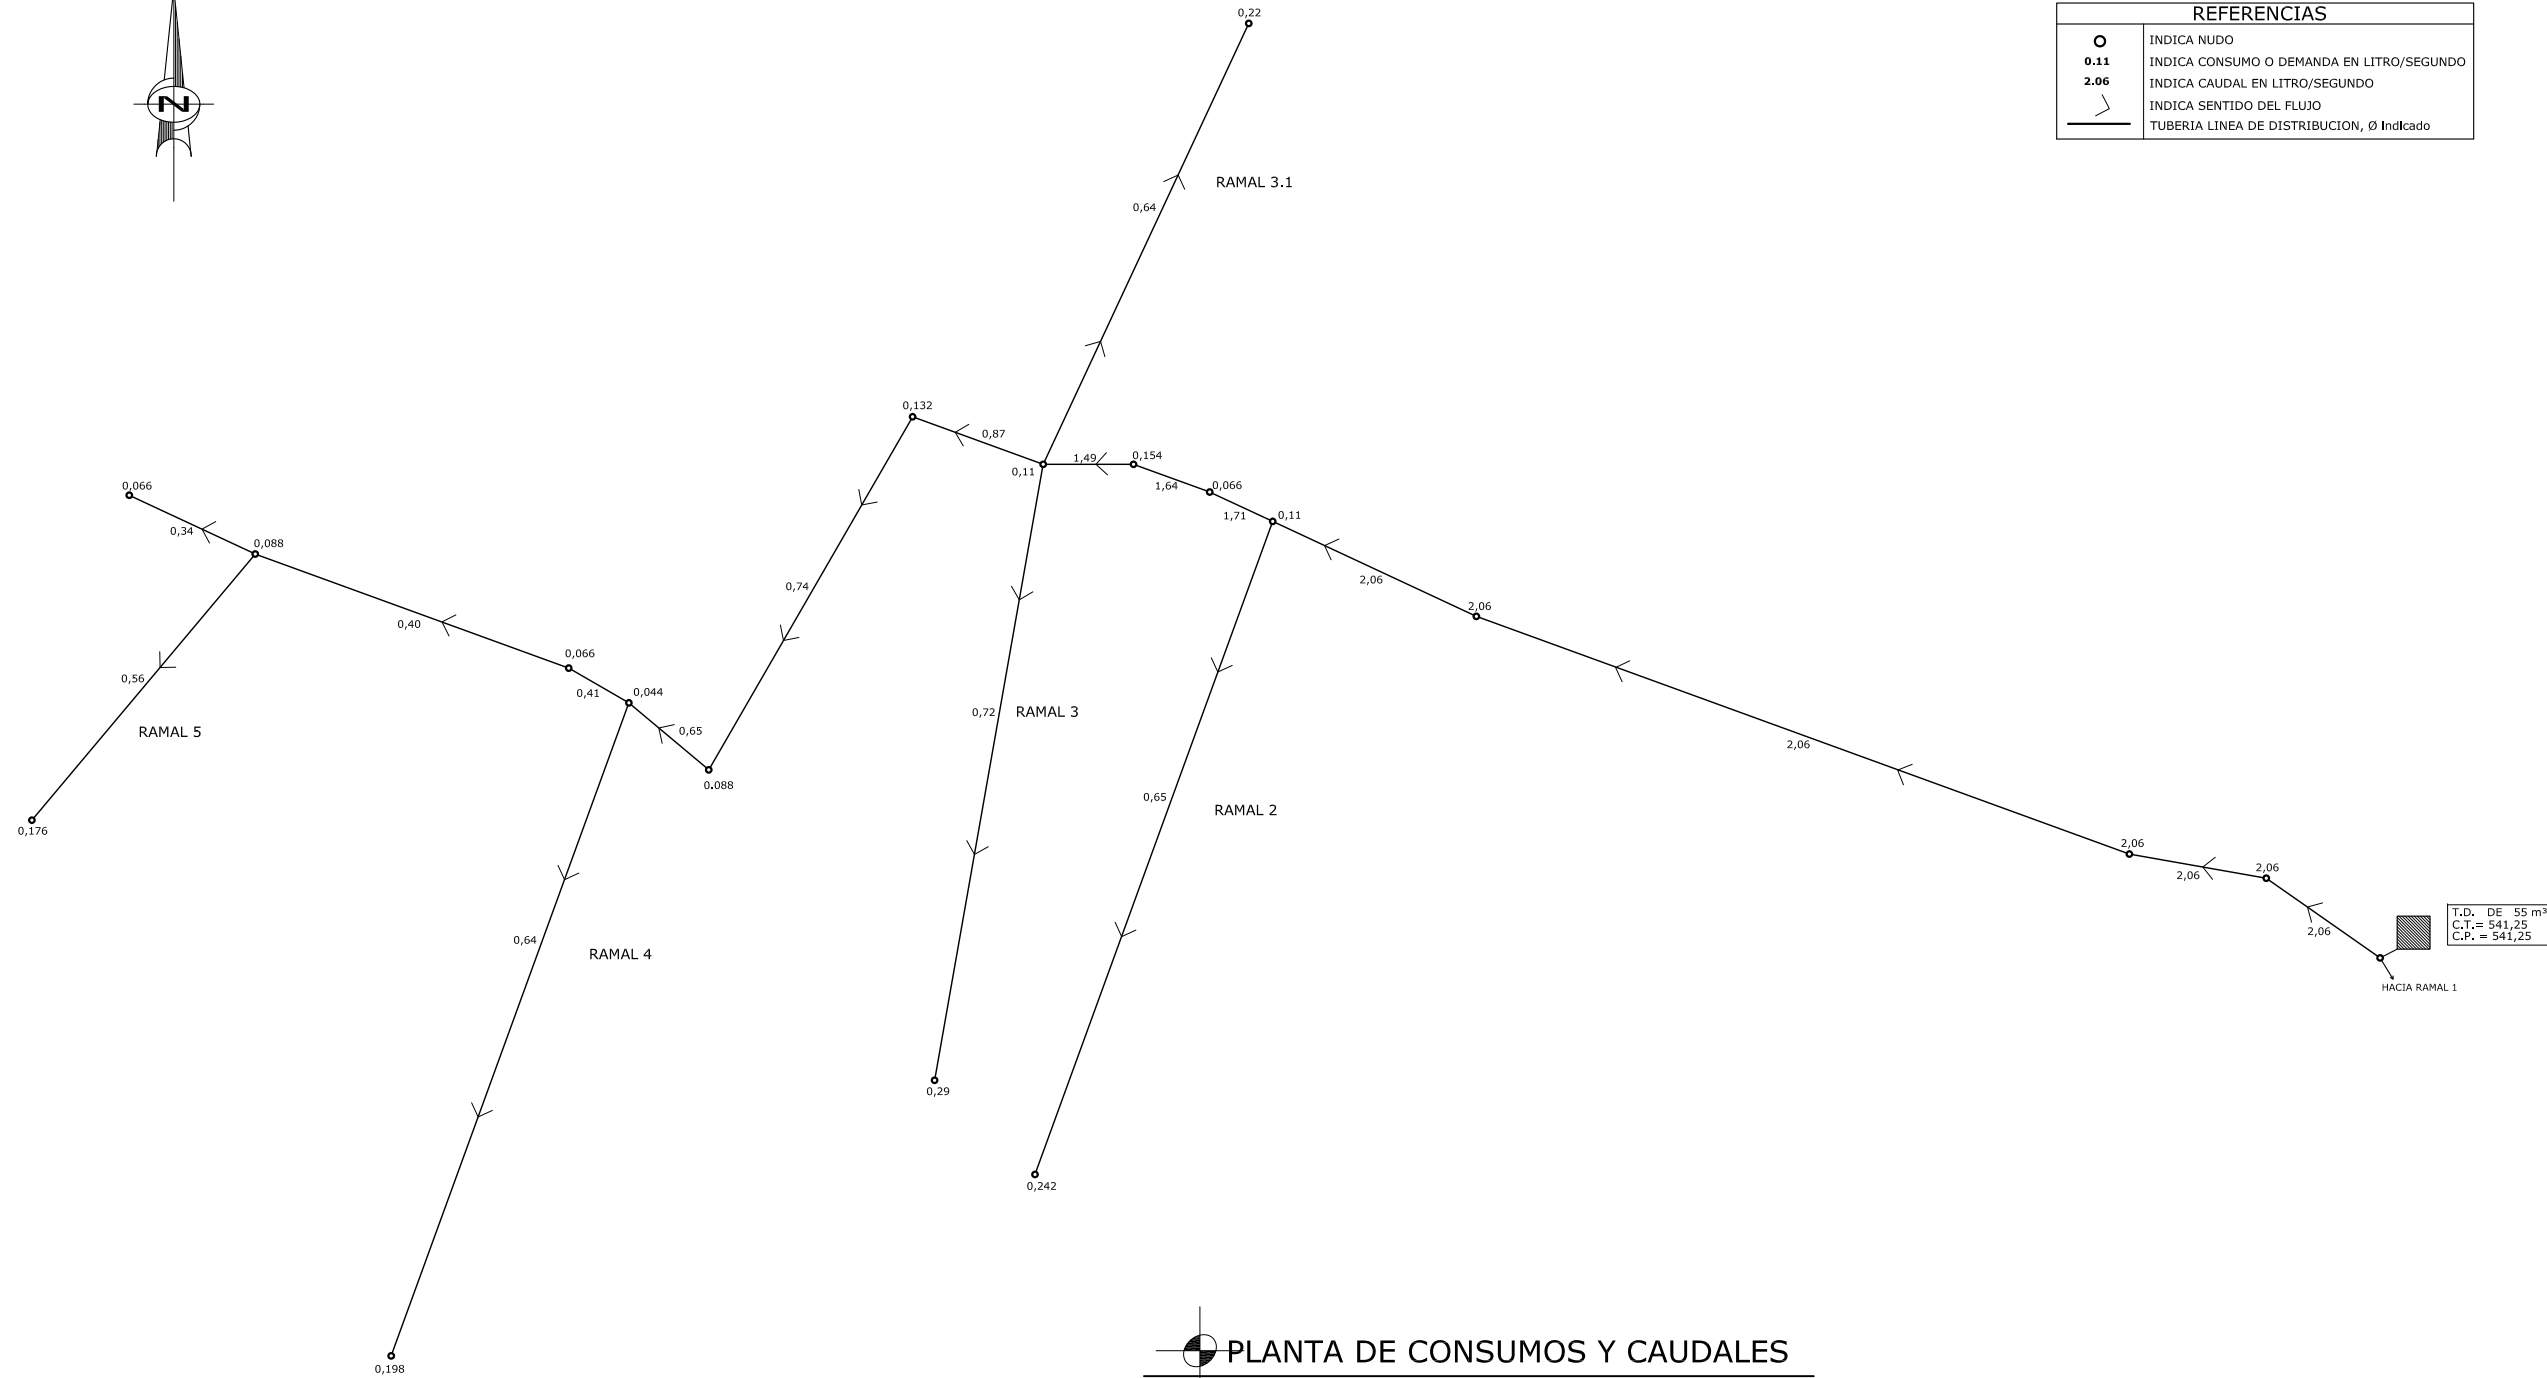 0,22
REFERENCIAS
INDICA NUDO
0.11 INDICA CONSUMO O DEMANDA EN LITRO/SEGUNDO
2.06 INDICA CAUDAL EN LITRO/SEGUNDO
INDICA SENTIDO DEL FLUJO
TUBERIA LINEA DE DISTRIBUCION, Ø Indicado
N
RAMAL 3.1
0,64
0,132
0,87
0,11
1,49
0,154
1,64
0,066
1,71
0,11
0,066
0,34
0,088
0,74
2,06
2,06
0,40
0,066
0,41
0,044
0,56
RAMAL 5
0,65
0.088
0,72
RAMAL 3
2,06
0,65
RAMAL 2
0,176
2,06
2,06
2,06
2,06
T.D. DE 55 m³
C.T.= 541,25
C.P. = 541,25
HACIA RAMAL 1
0,64
RAMAL 4
0,29
0,242
0,198
PLANTA DE CONSUMOS Y CAUDALES